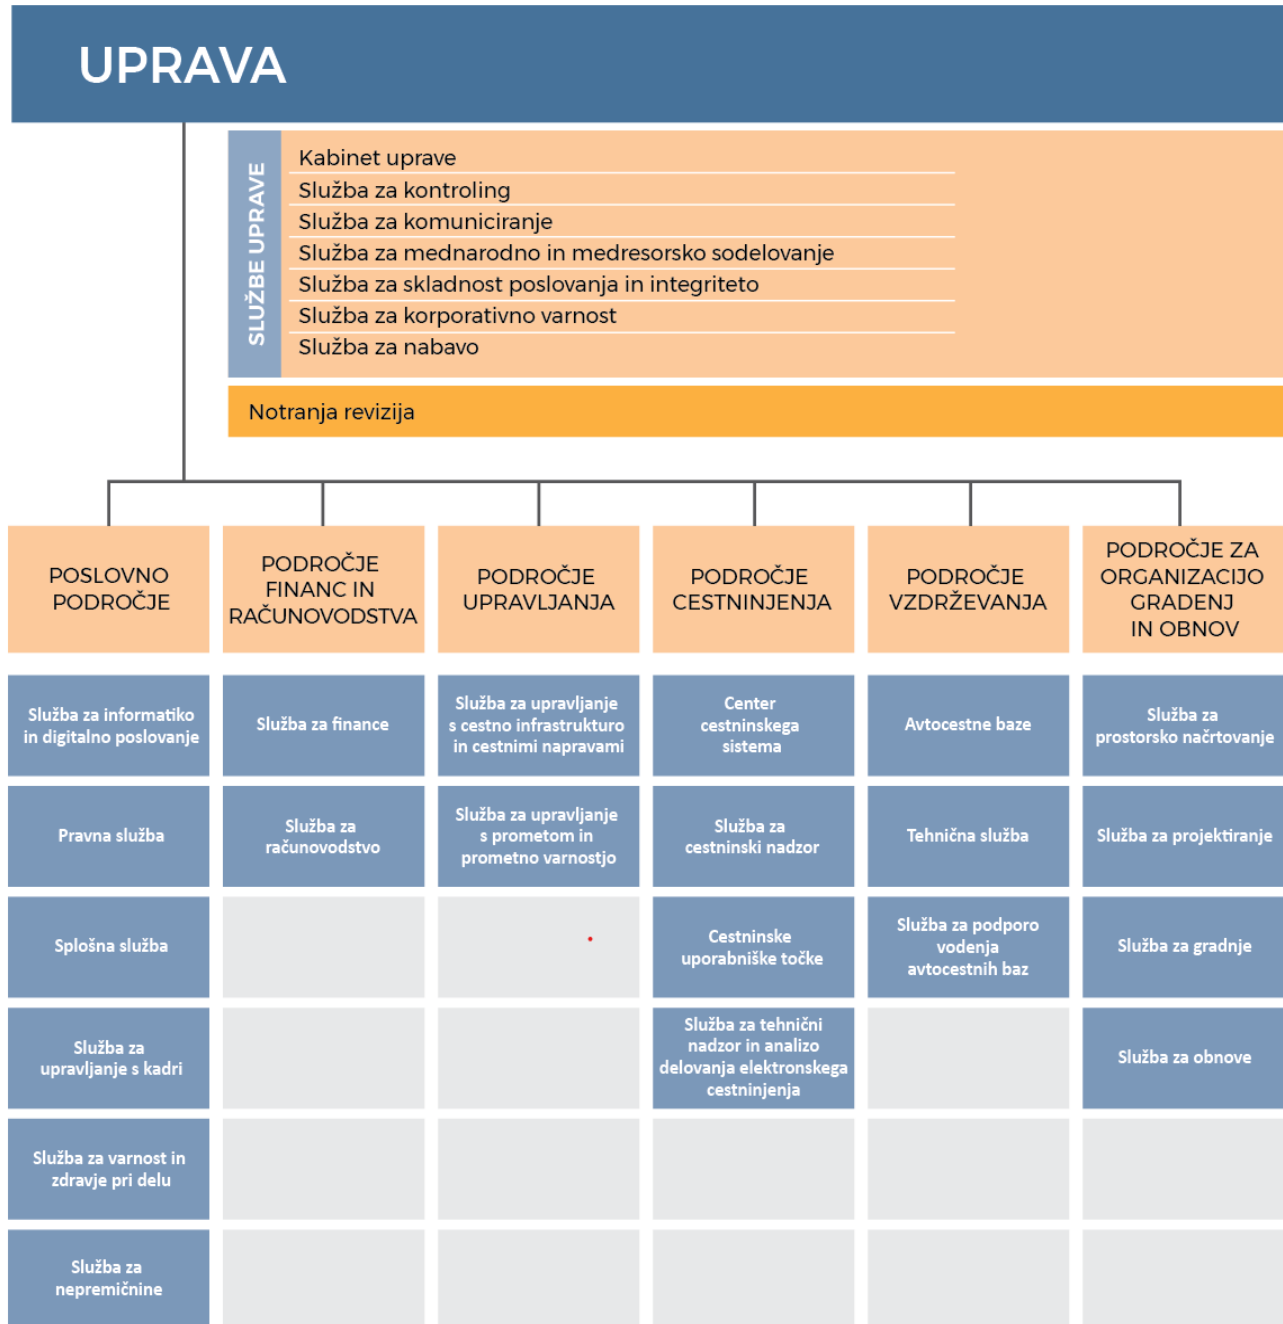 UPRAVA
SLUŽBE UPRAVE
Kabinet uprave
Služba za kontroling
Služba za komuniciranje
Služba za mednarodno in medresorsko sodelovanje
Služba za skladnost poslovanja in integriteto
Služba za korporativno varnost
Služba za nabavo
Notranja revizija
POSLOVNO
PODROČJE
PODROČJE
FINANC IN
RAČUNOVODSTVA
PODROČJE
UPRAVLJANJA
PODROČJE
CESTNINJENJA
PODROČJE
VZDRŽEVANJA
PODROČJE ZA
ORGANIZACIJO
GRADENJ
IN OBNOV
Služba za informatiko
in digitalno poslovanje
Služba za finance
Služba za upravljanje
s cestno infrastrukturo
in cestnimi napravami
Center
cestninskega
sistema
Avtocestne baze
Služba za
prostorsko načrtovanje
Pravna služba
Služba za
računovodstvo
Služba za upravljanje
s prometom in
prometno varnostjo
Služba za
cestninski nadzor
Tehnična služba
Služba za projektiranje
Splošna služba
Cestninske
uporabniške točke
Služba za podporo
vodenja
avtocestnih baz
Služba za gradnje
Služba za
upravljanje s kadri
Služba za tehnični
nadzor in analizo
delovanja elektronskega
cestninjenja
Služba za obnove
Služba za varnost in
zdravje pri delu
Služba za
nepremičnine